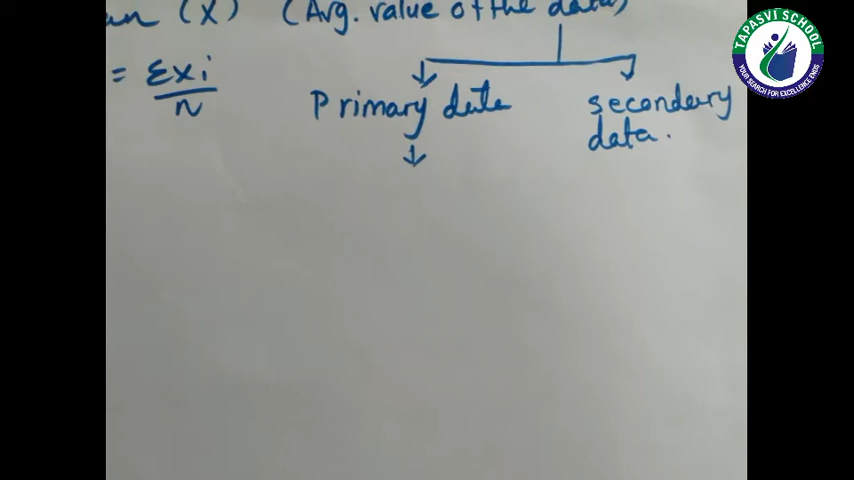 (x) (Avg. value of the data)
= Σxi
n
Primary data
secondary
data.
TAPASVI SCHOOL
YOUR SEARCH FOR EXCELLENCE ENDS